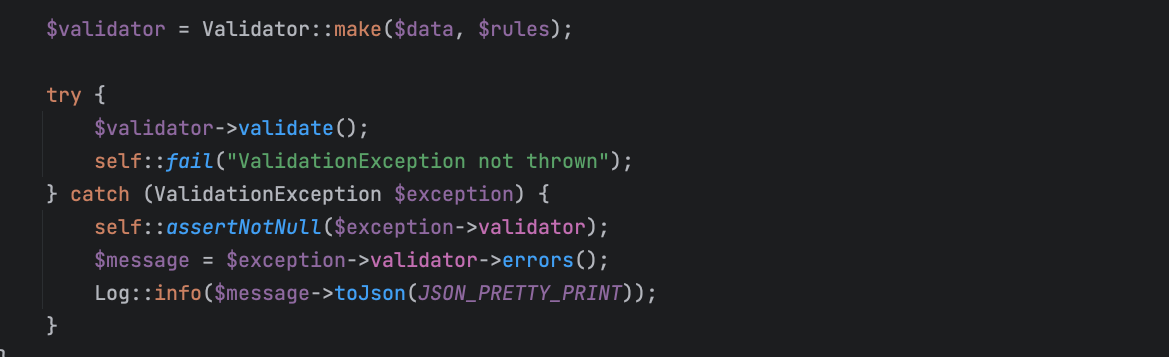 $validator = Validator::make($data, $rules);
try {
$validator->validate();
self::fail("ValidationException not thrown");
} catch (ValidationException $exception) {
self::assertNotNull($exception->validator);
$message = $exception->validator->errors();
Log::info($message->toJson(JSON_PRETTY_PRINT));
}